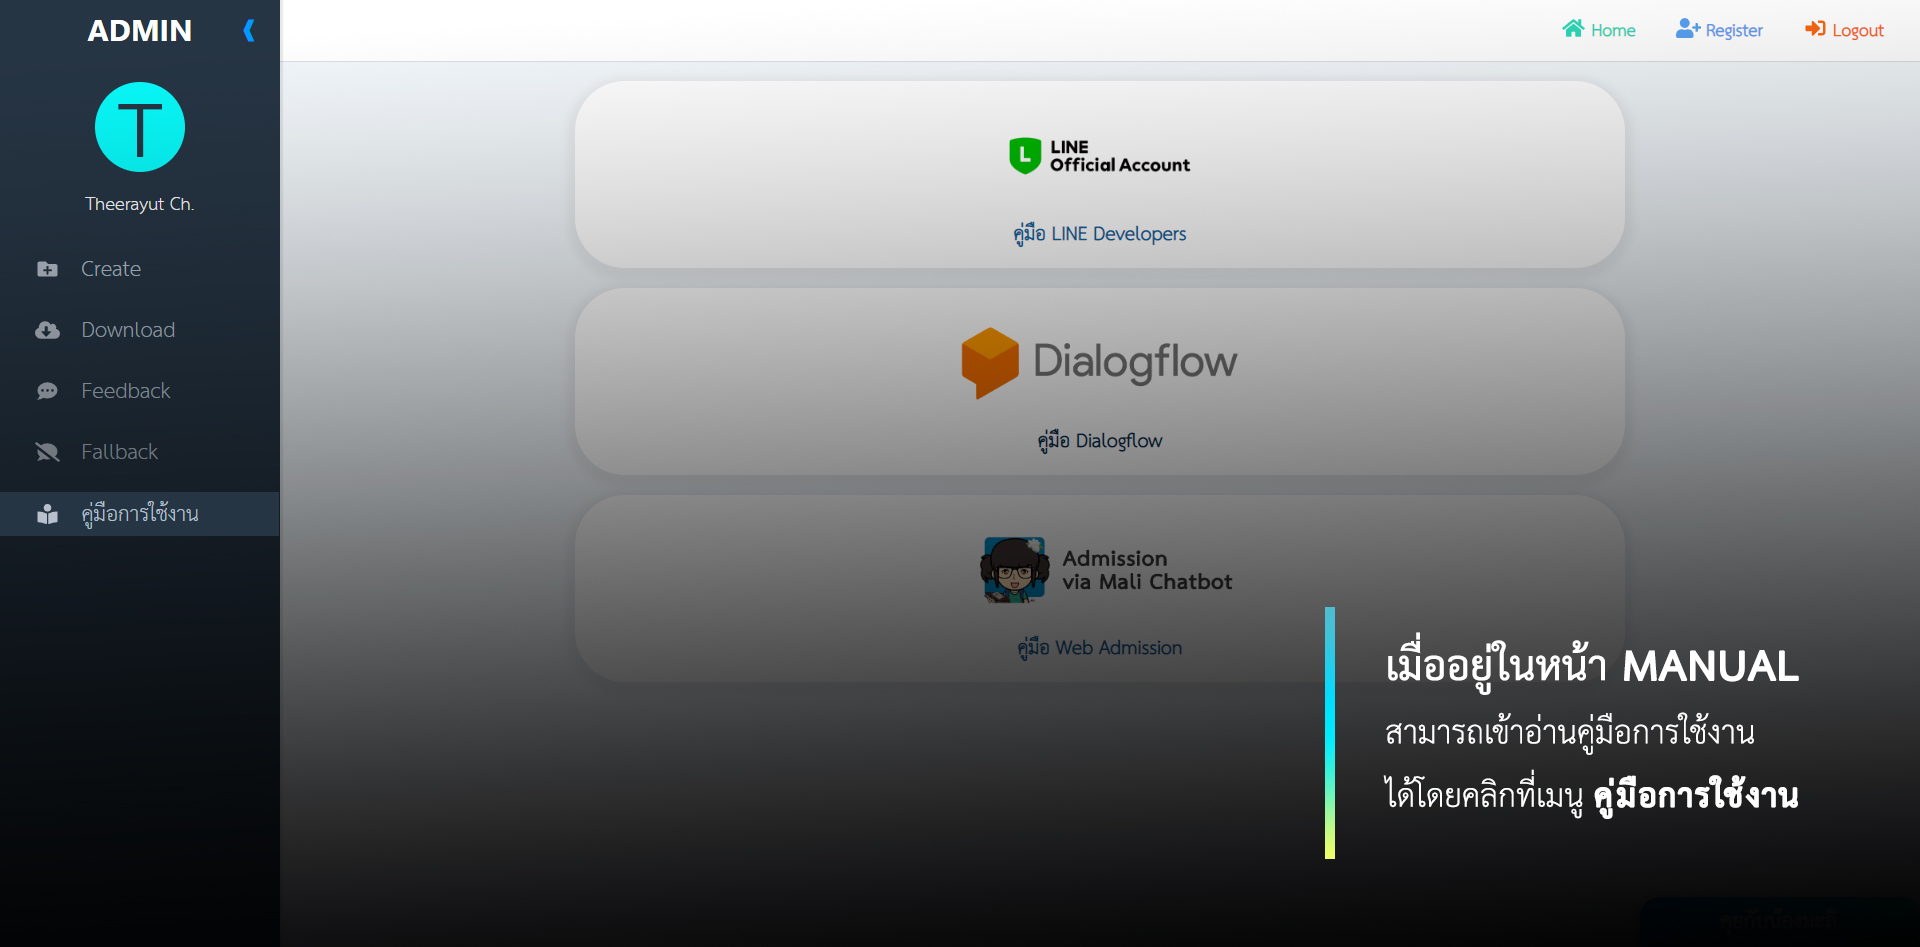 ADMIN
Home
Register
Logout
T
Theerayut Ch.
Create
Download
Feedback
Fallback
คู่มือการใช้งาน
L
LINE
Official Account
คู่มือ LINE Developers
Dialogflow
คู่มือ Dialogflow
Admission
via Mali Chatbot
คู่มือ Web Admission
เมื่ออยู่ในหน้า MANUAL
สามารถเข้าอ่านคู่มือการใช้งาน
ได้โดยคลิกที่เมนู คู่มือการใช้งาน